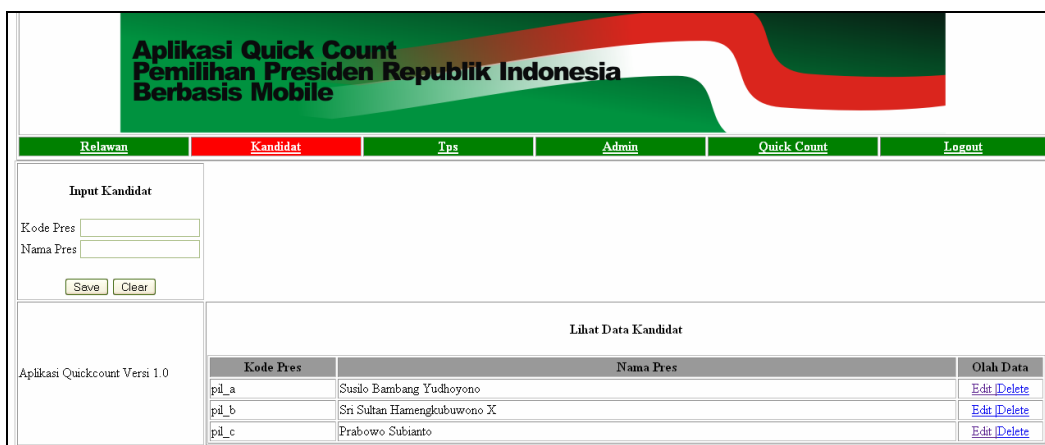 Aplikasi Quick Count
Pemilihan Presiden Republik Indonesia
Berbasis Mobile
Relawan Kandidat Tps Admin Quick Count Logout
Input Kandidat
Kode Pres
Nama Pres
Save Clear
Aplikasi Quickcount Versi 1.0
Lihat Data Kandidat
Kode Pres Nama Pres Olah Data
pil_a Susilo Bambang Yudhoyono Edit |Delete
pil_b Sri Sultan Hamengkubuwono X Edit |Delete
pil_c Prabowo Subianto Edit |Delete